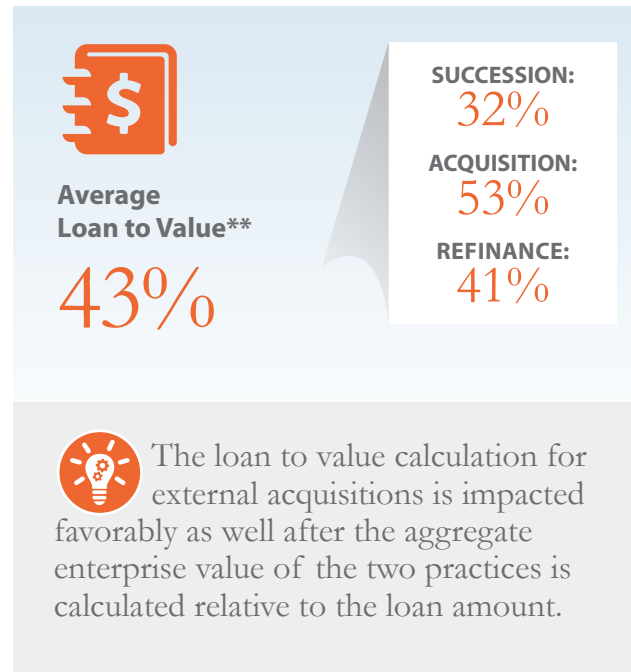 $
Average
Loan to Value**
43%
SUCCESSION:
32%
ACQUISITION:
53%
REFINANCE:
41%
The loan to value calculation for
external acquisitions is impacted
favorably as well after the aggregate
enterprise value of the two practices is
calculated relative to the loan amount.